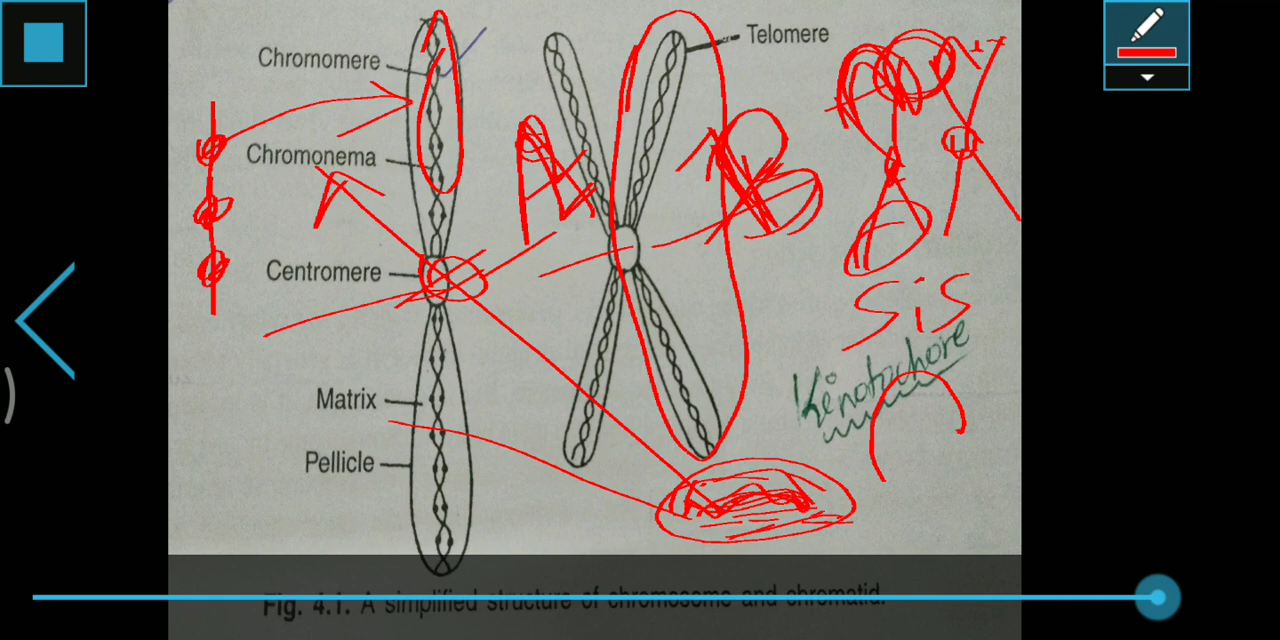 Chromomere
Telomere
Chromonema
A
B
Centromere
SiS
Kinotochore
Matrix
Pellicle
Fig. 4.1. A simplified structure of chromosome and chromatid.